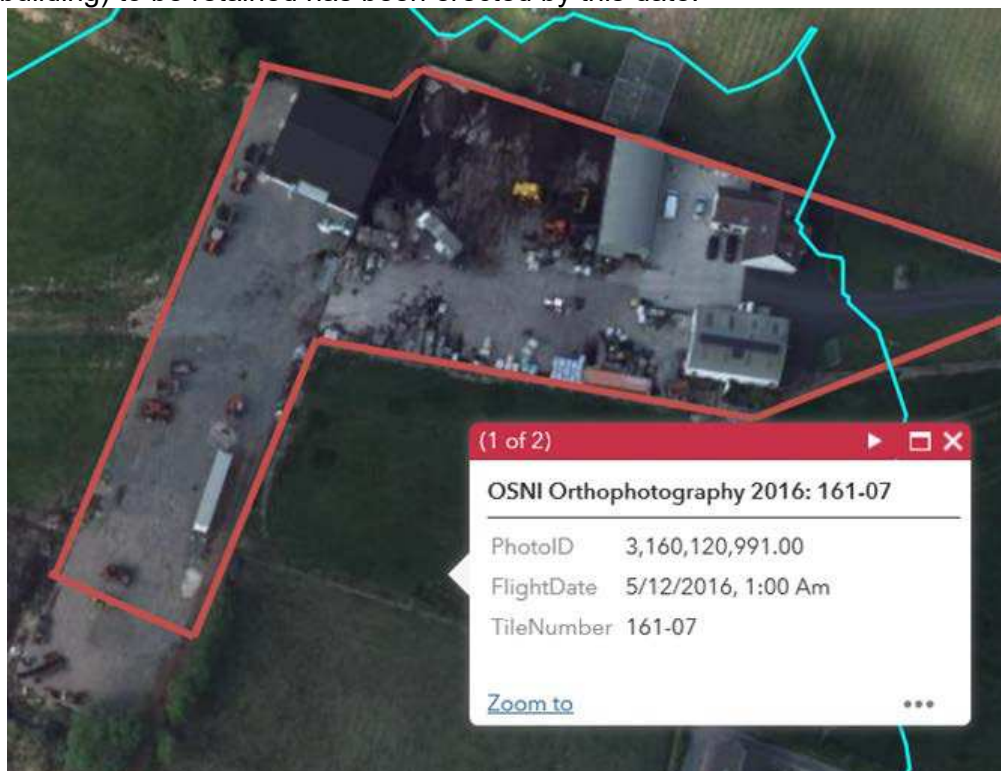 building) to be retained has been erected by this date.
(1 of 2)
OSNI Orthophotography 2016: 161-07
PhotoID 3,160,120,991.00
FlightDate 5/12/2016, 1:00 Am
TileNumber 161-07
Zoom to